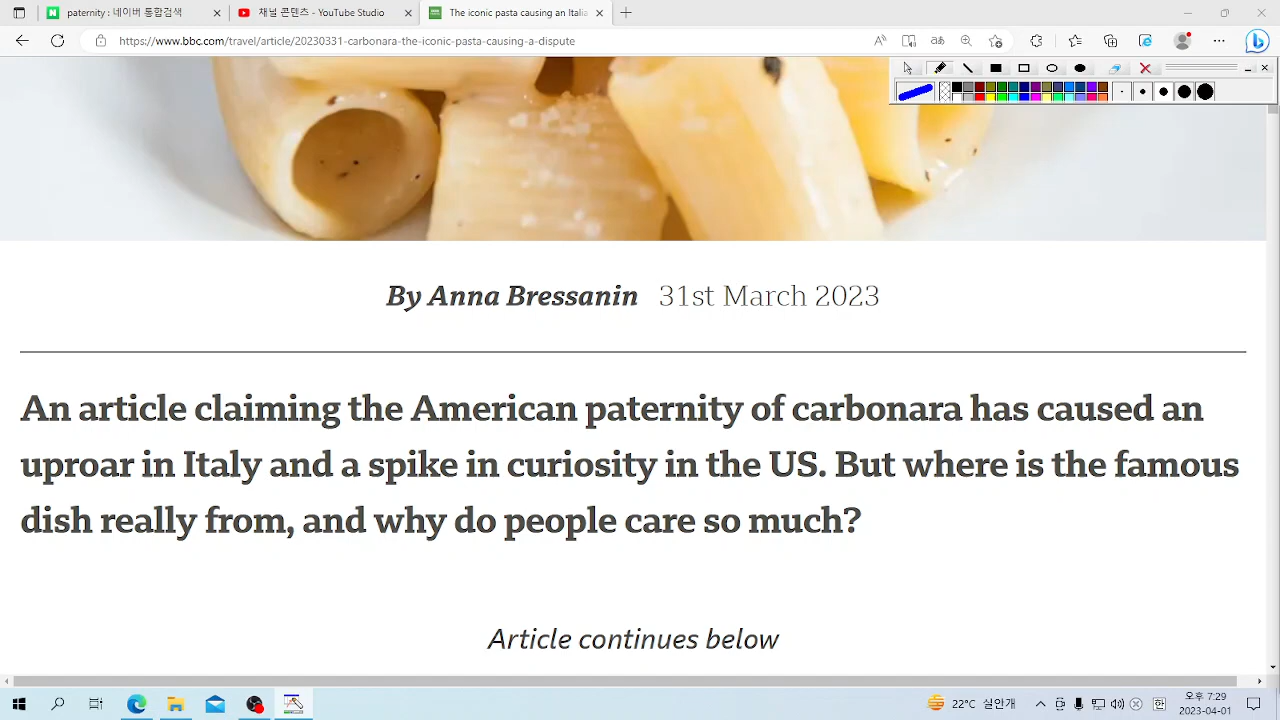 paternity : 네이버 통합검색
채널 콘텐츠 - YouTube Studio
The iconic pasta causing an Italia
https://www.bbc.com/travel/article/20230331-carbonara-the-iconic-pasta-causing-a-dispute
By Anna Bressanin 31st March 2023
An article claiming the American paternity of carbonara has caused an
uproar in Italy and a spike in curiosity in the US. But where is the famous
dish really from, and why do people care so much?
Article continues below
22°C
오후 7:29
2023-04-01